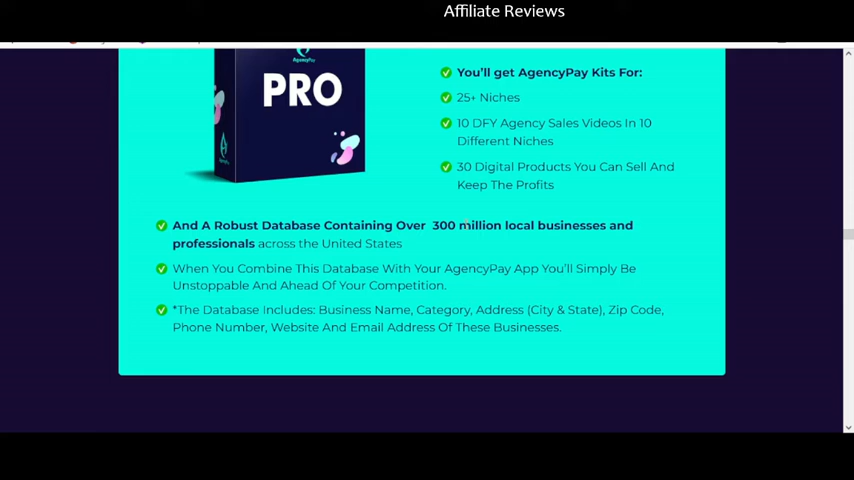 Affiliate Reviews
AgencyPay
PRO
You'll get AgencyPay Kits For:
25+ Niches
10 DFY Agency Sales Videos In 10
Different Niches
30 Digital Products You Can Sell And
Keep The Profits
And A Robust Database Containing Over 300 million local businesses and
professionals across the United States
When You Combine This Database With Your AgencyPay App You'll Simply Be
Unstoppable And Ahead Of Your Competition.
*The Database Includes: Business Name, Category, Address (City & State), Zip Code,
Phone Number, Website And Email Address Of These Businesses.